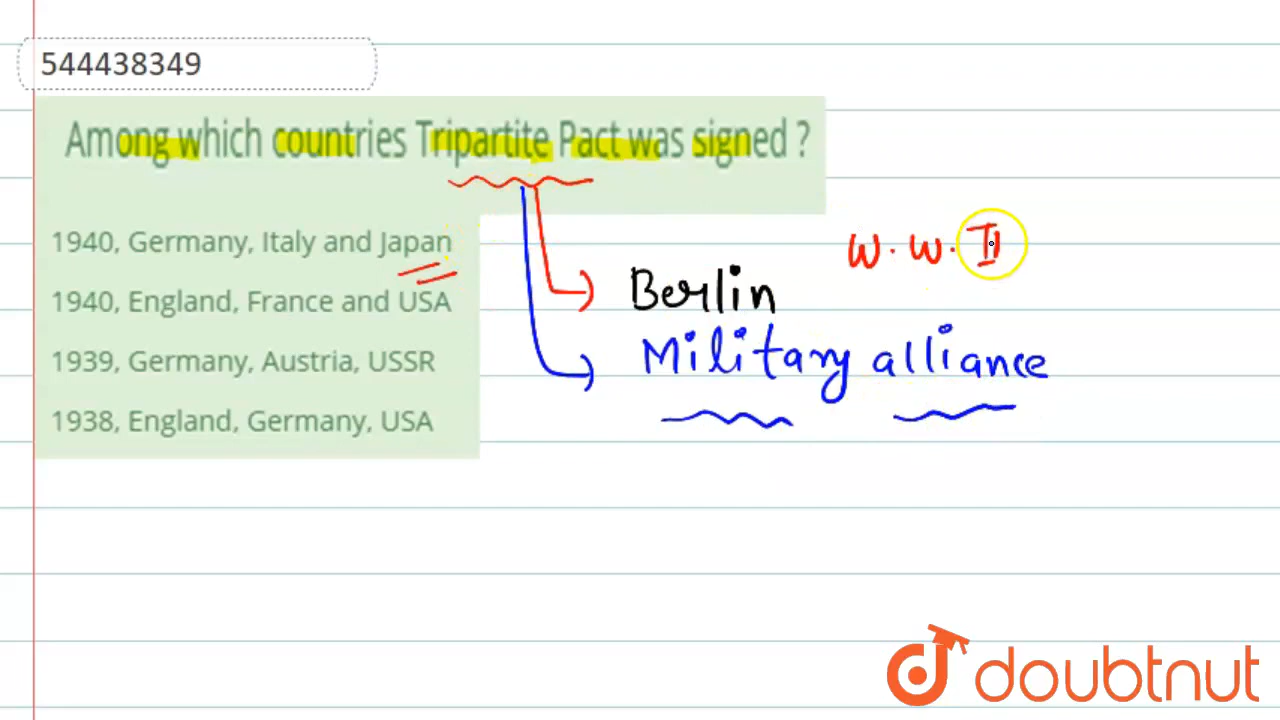 544438349
Among which countries Tripartite Pact was signed ?
1940, Germany, Italy and Japan
1940, England, France and USA
1939, Germany, Austria, USSR
1938, England, Germany, USA
W.W. II
Berlin
Military alliance
doubtnut